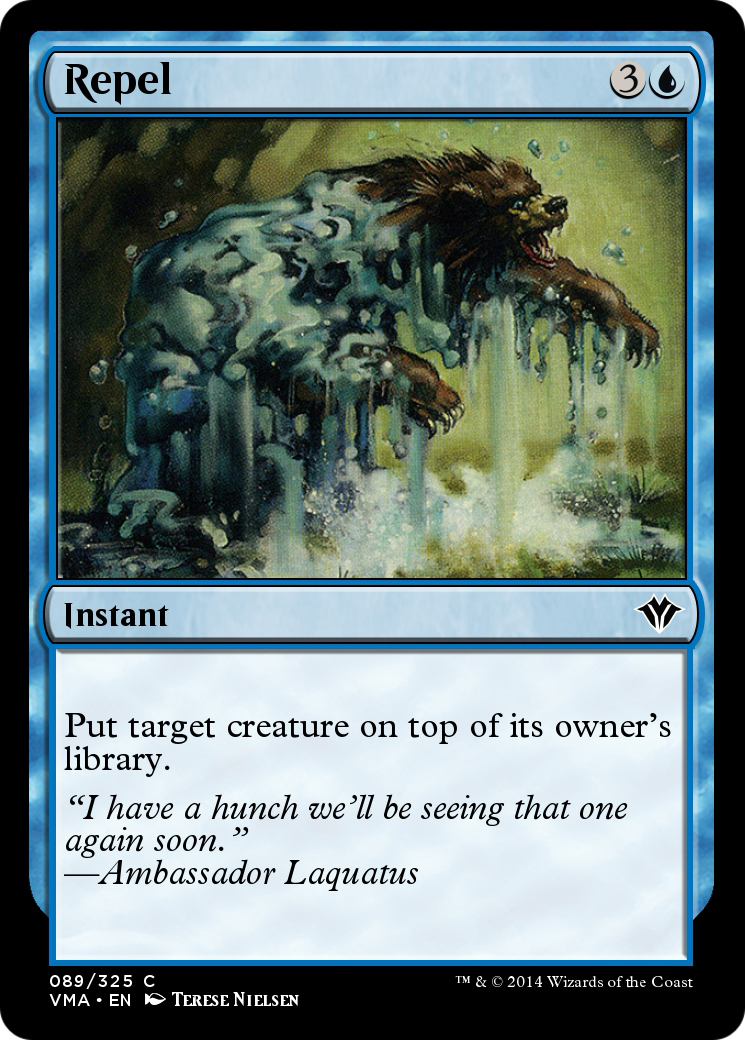 Repel
3
Instant
Put target creature on top of its owner’s
library.
“I have a hunch we’ll be seeing that one
again soon.”
—Ambassador Laquatus
089/325 C
™ & © 2014 Wizards of the Coast
VMA • EN Terese Nielsen